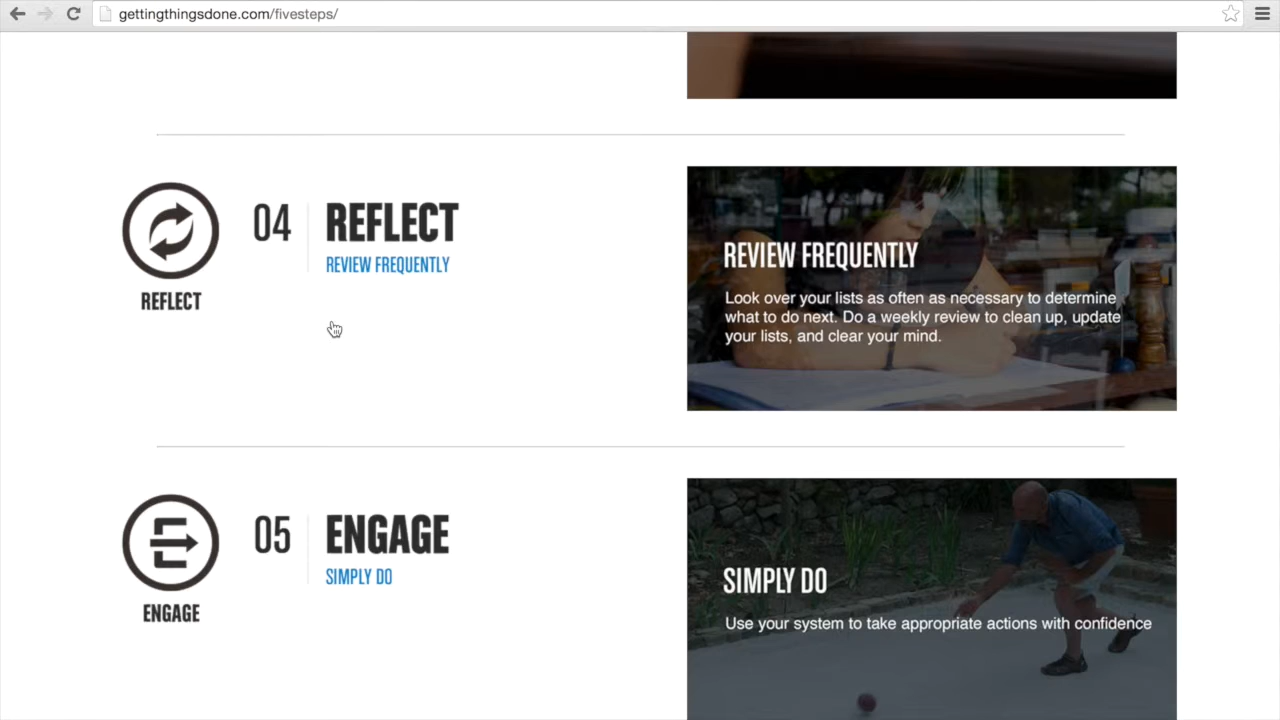 gettingthingsdone.com/fivesteps/
04
REFLECT
REVIEW FREQUENTLY
REFLECT
REVIEW FREQUENTLY
Look over your lists as often as necessary to determine
what to do next. Do a weekly review to clean up, update
your lists, and clear your mind.
05
ENGAGE
SIMPLY DO
ENGAGE
SIMPLY DO
Use your system to take appropriate actions with confidence